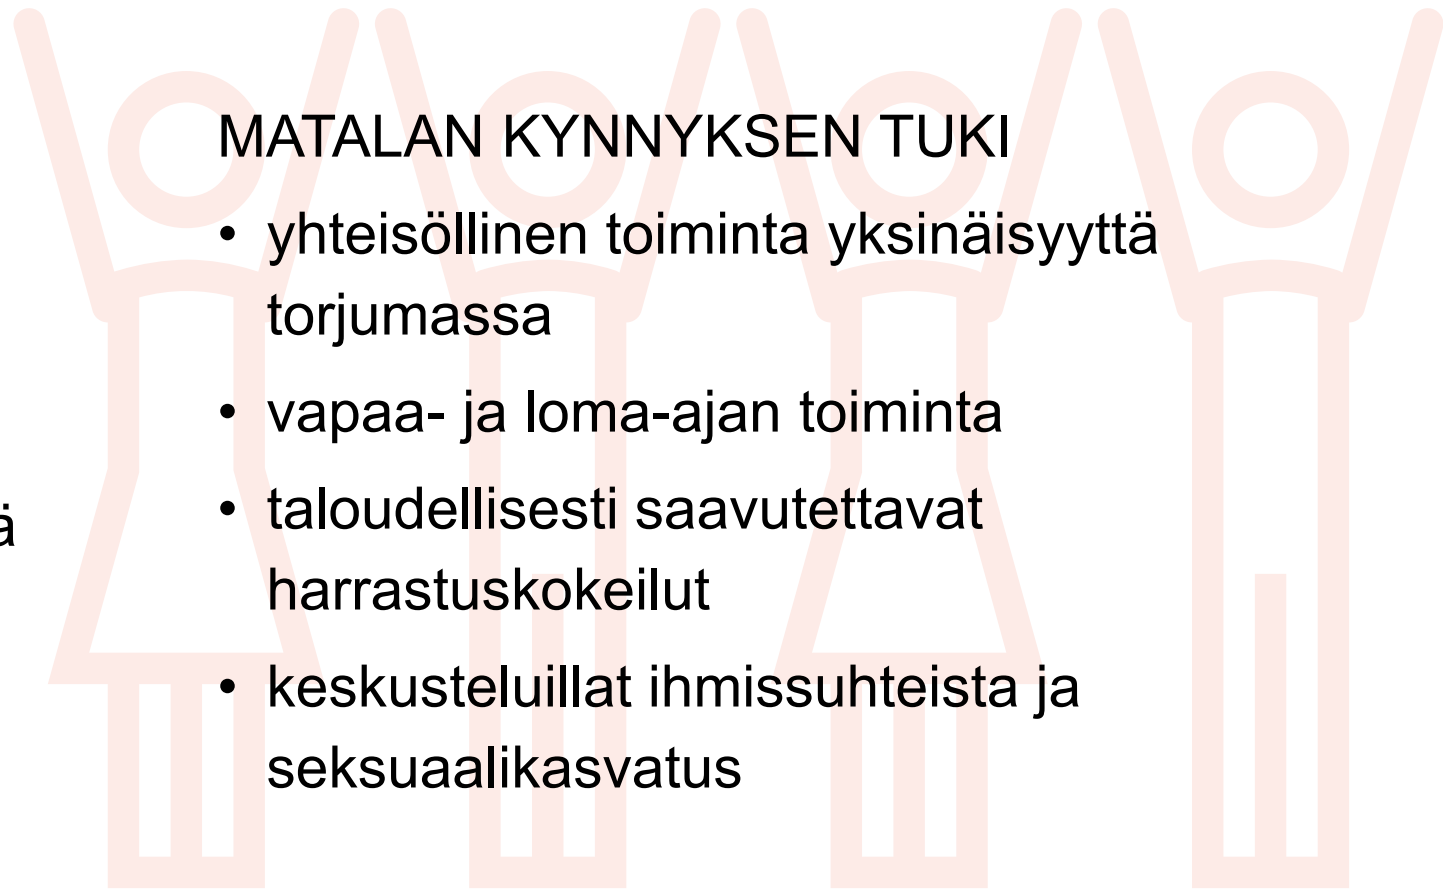 MATALAN KYNNYKSEN TUKI
• yhteisöllinen toiminta yksinäisyyttä
torjumassa
• vapaa- ja loma-ajan toiminta
• taloudellisesti saavutettavat
harrastuskokeilut
• keskusteluillat ihmissuhteista ja
seksuaalikasvatus